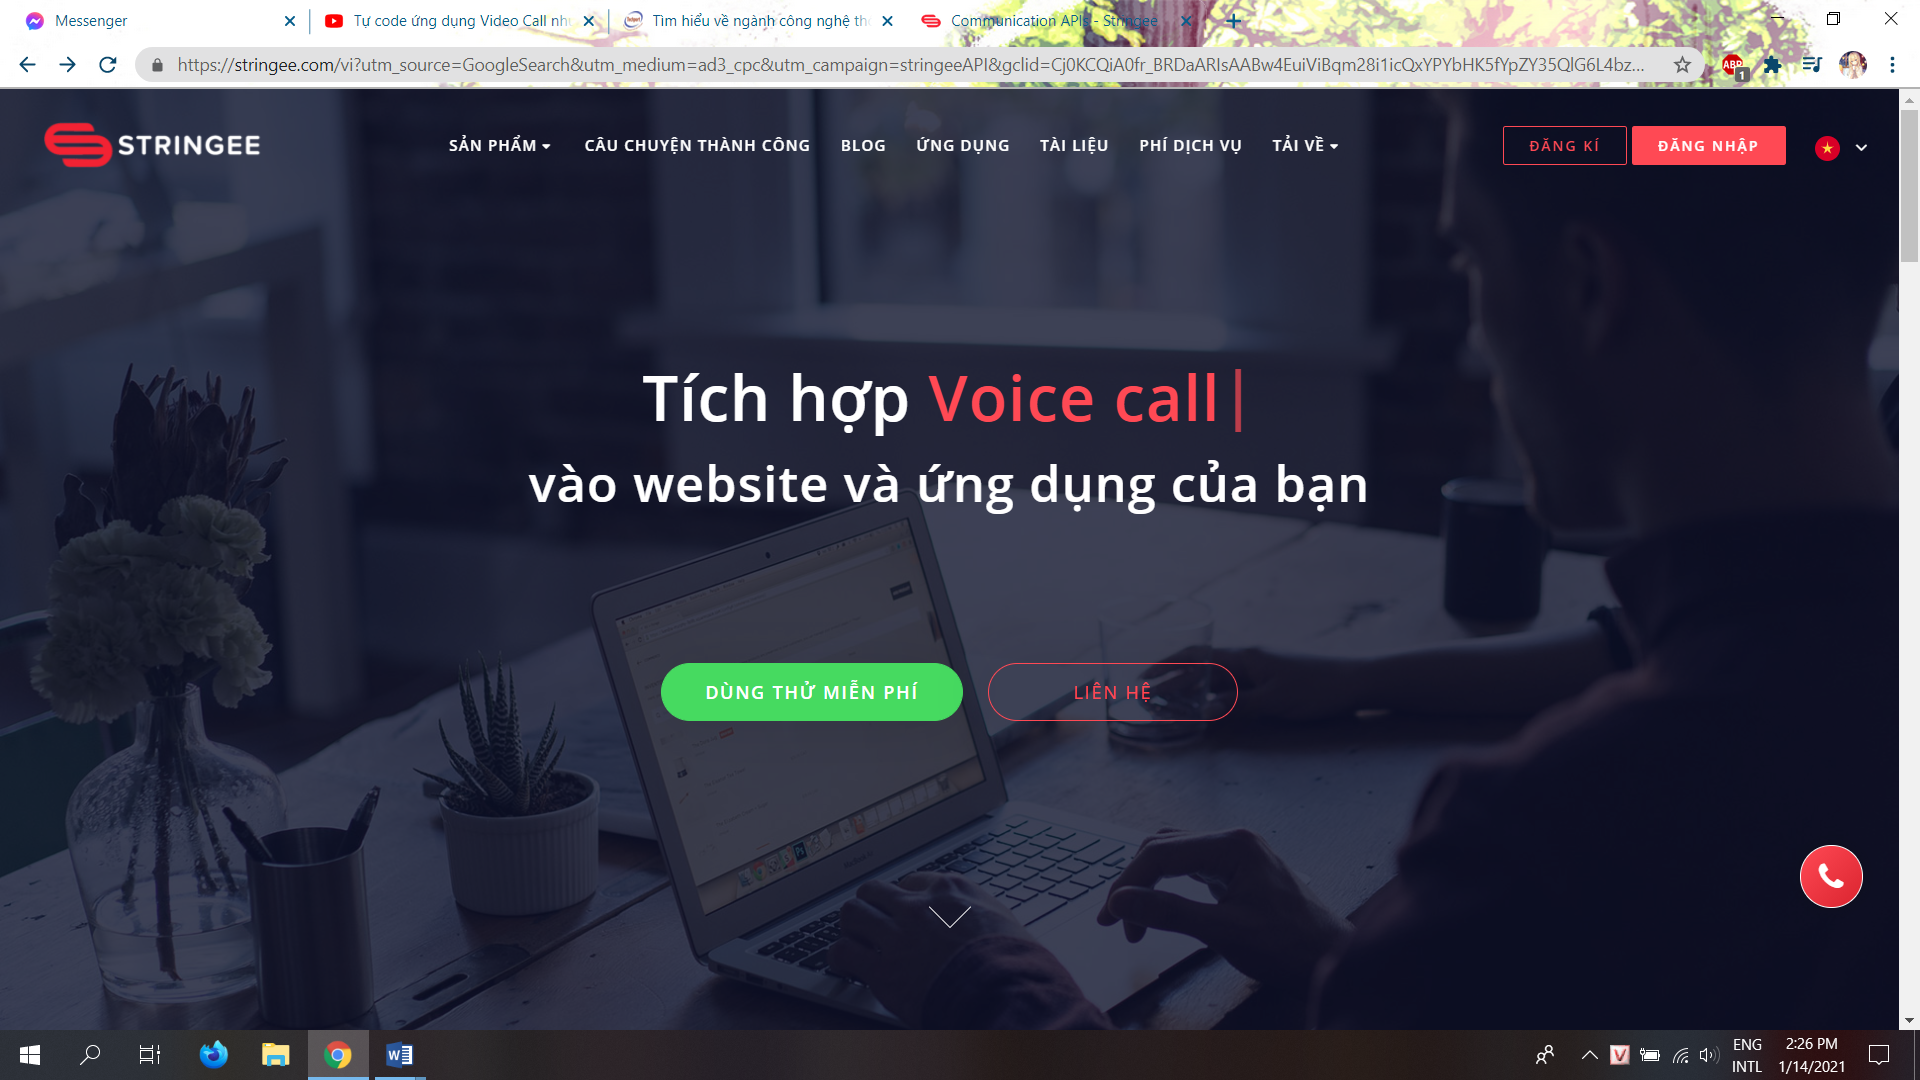 Messenger
Tự code ứng dụng Video Call nh
Tìm hiểu về ngành công nghệ th
Communication APIs - Stringee
https://stringee.com/vi?utm_source=GoogleSearch&utm_medium=ad3_cpc&utm_campaign=stringeeAPI&gclid=Cj0KCQiA0fr_BRDaARIsAABw4EuiViBqm28i1icQxYPYbHK5fYpZY35QlG6L4bz...
ABP
1
STRINGEE
SẢN PHẨM
CÂU CHUYỆN THÀNH CÔNG
BLOG
ỨNG DỤNG
TÀI LIỆU
PHÍ DỊCH VỤ
TẢI VỀ
ĐĂNG KÍ
ĐĂNG NHẬP
Tích hợp Voice call
vào website và ứng dụng của bạn
DÙNG THỬ MIỄN PHÍ
LIÊN HỆ
ENG
INTL
2:26 PM
1/14/2021